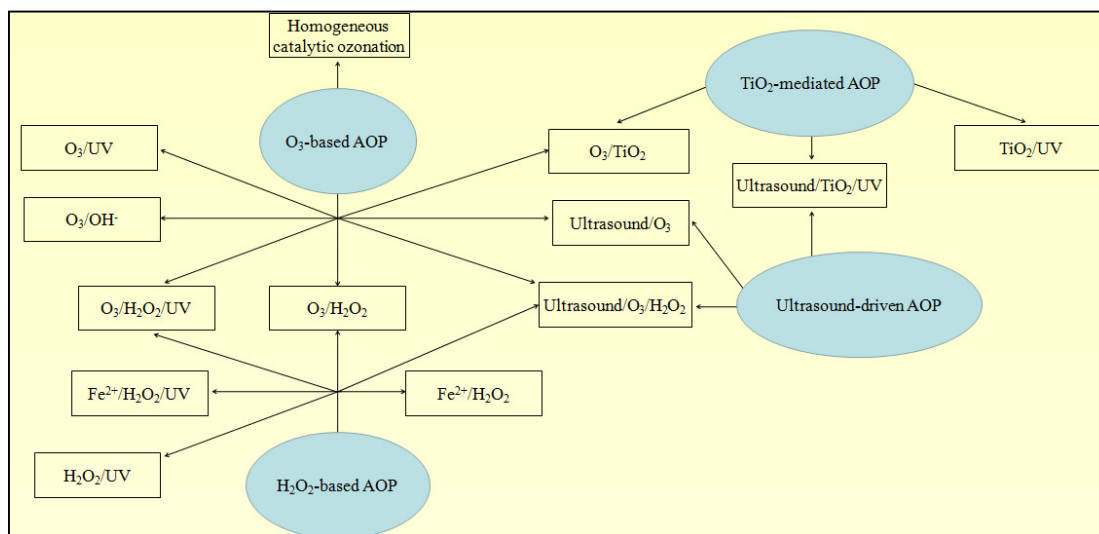 Homogeneous
catalytic ozonation
TiO₂-mediated AOP
O₃-based AOP
O₃/UV
O₃/TiO₂
TiO₂/UV
Ultrasound/TiO₂/UV
O₃/OH⁻
Ultrasound/O₃
O₃/H₂O₂/UV
O₃/H₂O₂
Ultrasound/O₃/H₂O₂
Ultrasound-driven AOP
Fe²⁺/H₂O₂/UV
Fe²⁺/H₂O₂
H₂O₂/UV
H₂O₂-based AOP